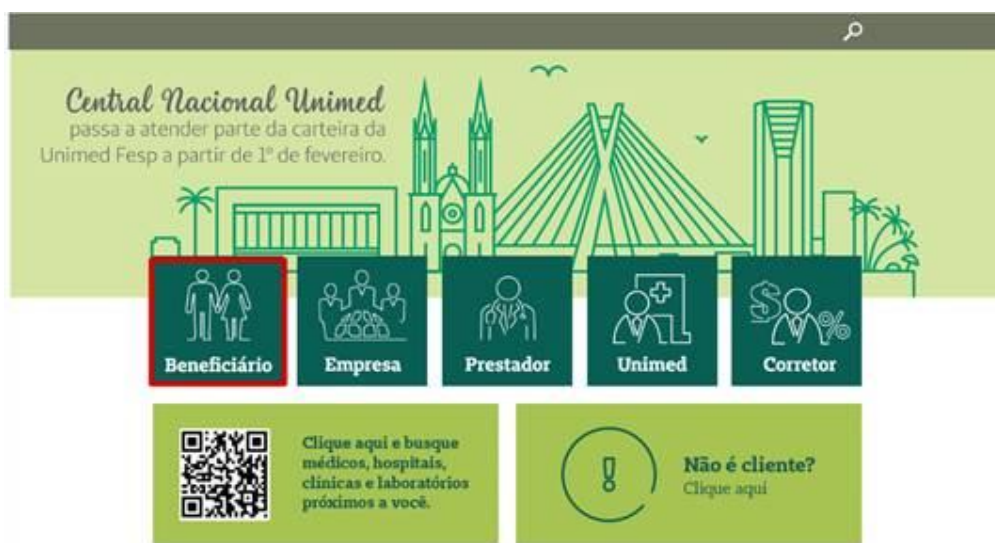 Central Nacional Unimed
passa a atender parte da carteira da
Unimed Fesp a partir de 1º de fevereiro.
Beneficiário
Empresa
Prestador
Unimed
Corretor
Clique aqui e busque
médicos, hospitais,
clínicas e laboratórios
próximos a você.
Não é cliente?
Clique aqui